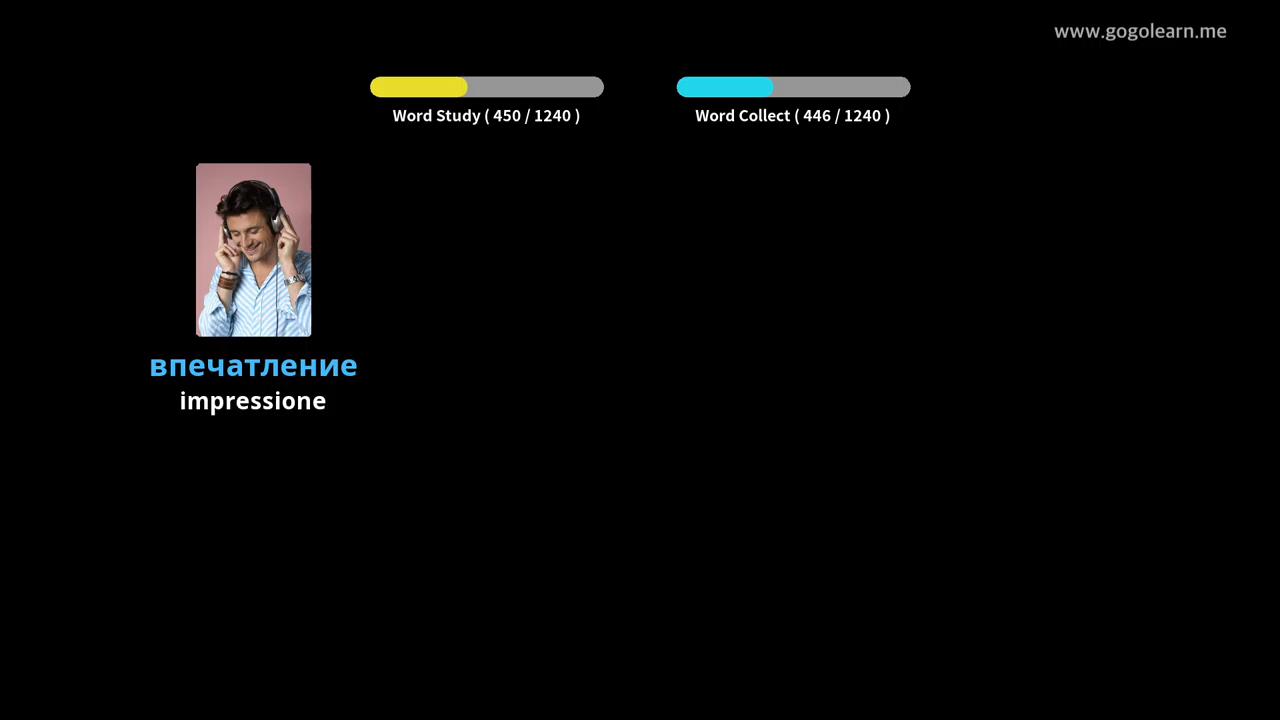 www.gogolearn.me
Word Study ( 450 / 1240 )
Word Collect ( 446 / 1240 )
впечатление
impressione